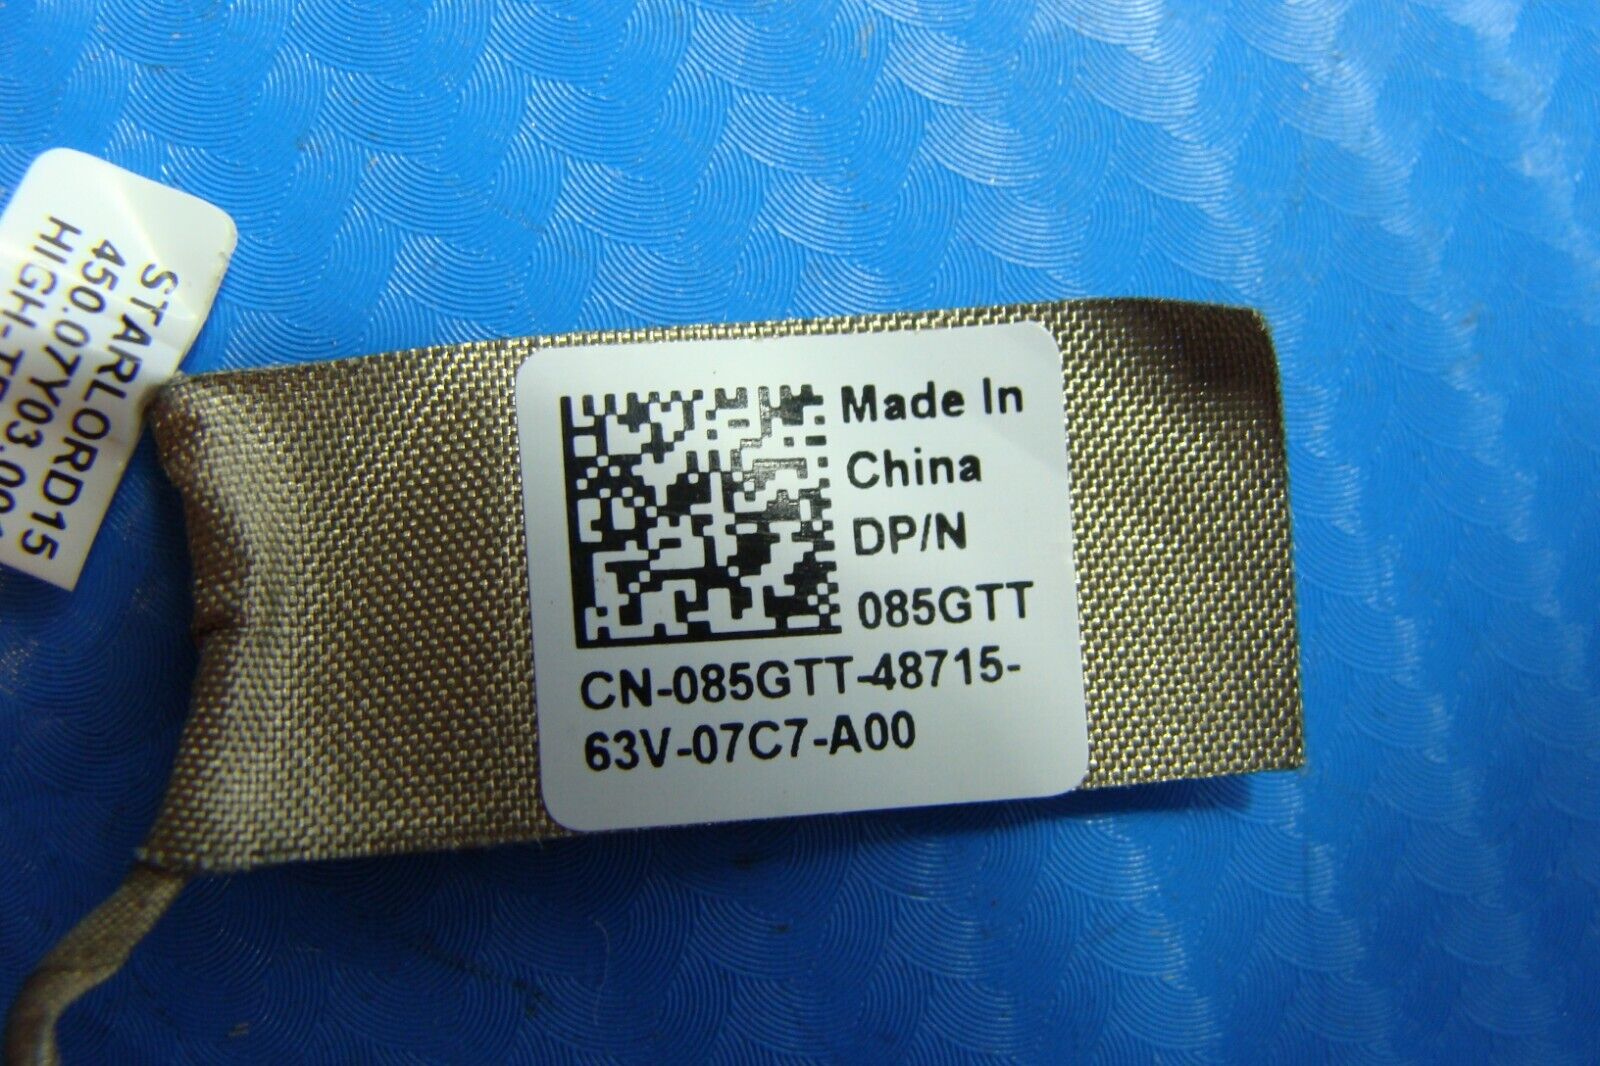 STARLORD15
450.07Y03.00
Made In
China
DP/N
085GTT
CN-085GTT-48715-
63V-07C7-A00